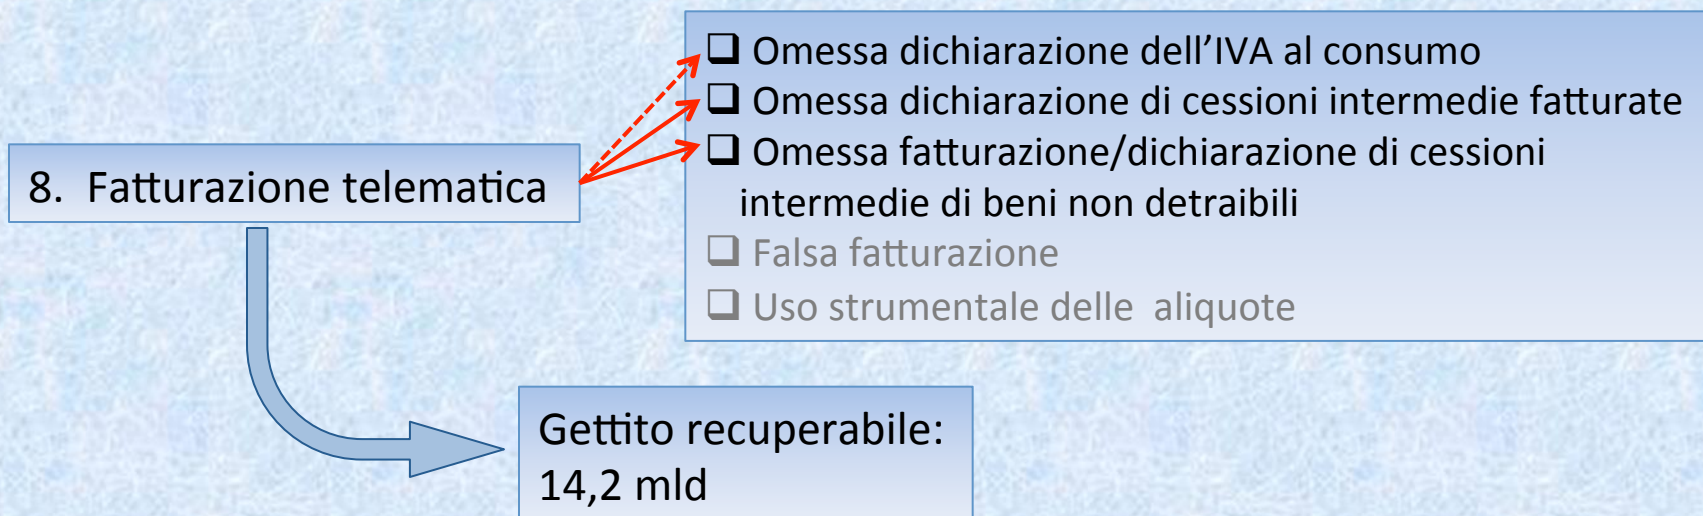 ❑ Omessa dichiarazione dell’IVA al consumo
❑ Omessa dichiarazione di cessioni intermedie fatturate
❑ Omessa fatturazione/dichiarazione di cessioni
intermedie di beni non detraibili
❑ Falsa fatturazione
❑ Uso strumentale delle aliquote
8. Fatturazione telematica
Gettito recuperabile:
14,2 mld